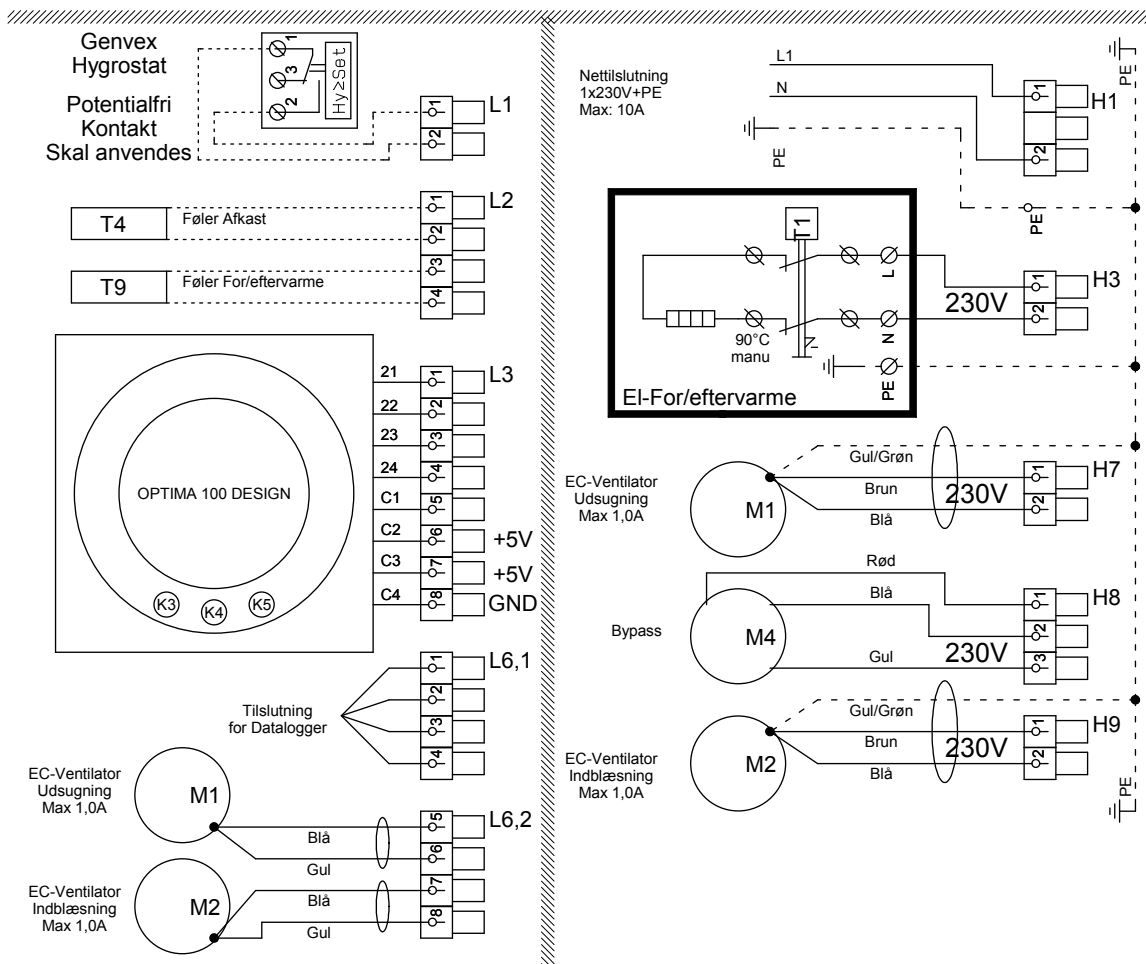 Genvex
Hygrostat
1
3
2
Hy≥Set
Potentialfri
Kontakt
Skal anvendes
1
2
L1
T4
Føler Afkast
1
2
L2
T9
Føler For/eftervarme
3
4
OPTIMA 100 DESIGN
K3
K4
K5
21
22
23
24
C1
C2
C3
C4
1
2
3
4
5
6
7
8
L3
+5V
+5V
GND
Tilslutning
for Datalogger
1
2
3
4
L6,1
EC-Ventilator
Udsugning
Max 1,0A
M1
Blå
Gul
5
6
L6,2
EC-Ventilator
Indblæsning
Max 1,0A
M2
Blå
Gul
7
8
Nettilslutning
1x230V+PE
Max: 10A
L1
N
PE
1
2
H1
PE
PE
T1
L
N
PE
90°C
manu
El-For/eftervarme
230V
1
2
H3
EC-Ventilator
Udsugning
Max 1,0A
M1
Gul/Grøn
Brun
Blå
230V
1
2
H7
Bypass
M4
Rød
Blå
Gul
230V
1
2
3
H8
EC-Ventilator
Indblæsning
Max 1,0A
M2
Gul/Grøn
Brun
Blå
230V
1
2
H9
PE